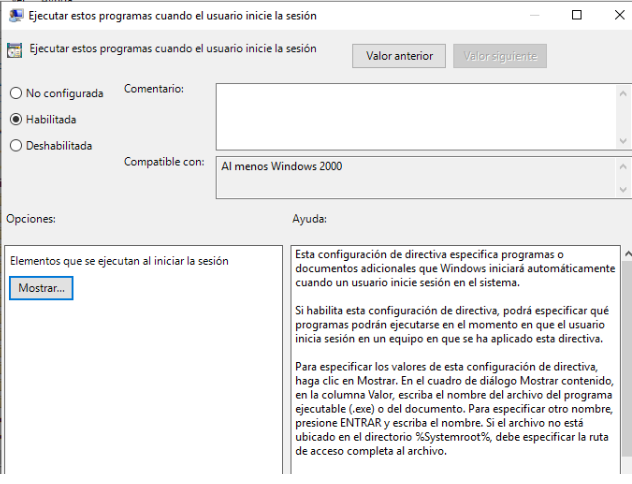 Ejecutar estos programas cuando el usuario inicie la sesión
Ejecutar estos programas cuando el usuario inicie la sesión
Valor anterior
Valor siguiente
No configurada
Comentario:
Habilitada
Deshabilitada
Compatible con:
Al menos Windows 2000
Opciones:
Ayuda:
Elementos que se ejecutan al iniciar la sesión
Mostrar...
Esta configuración de directiva especifica programas o
documentos adicionales que Windows iniciará automáticamente
cuando un usuario inicie sesión en el sistema.
Si habilita esta configuración de directiva, podrá especificar qué
programas podrán ejecutarse en el momento en que el usuario
inicia sesión en un equipo en que se ha aplicado esta directiva.
Para especificar los valores de esta configuración de directiva,
haga clic en Mostrar. En el cuadro de diálogo Mostrar contenido,
en la columna Valor, escriba el nombre del archivo del programa
ejecutable (.exe) o del documento. Para especificar otro nombre,
presione ENTRAR y escriba el nombre. Si el archivo no está
ubicado en el directorio %Systemroot%, debe especificar la ruta
de acceso completa al archivo.